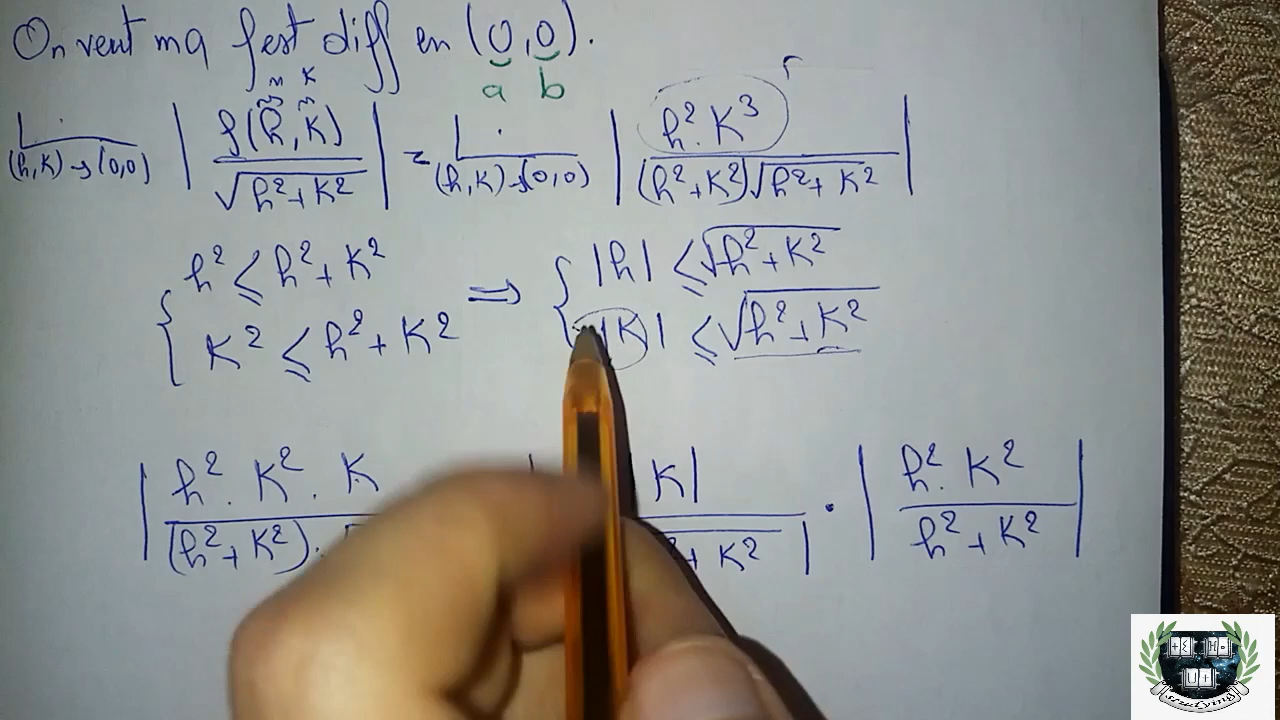 On veut mq f est diff en (0,0).
a b
L (h,K)→(0,0) | f(h,K) / √h²+K² | = L (h,K)→(0,0) | h².K³ / (h²+K²)√h²+K² |
{ h² ≤ h²+K² ⇒ { |h| ≤ √h²+K²
K² ≤ h²+K² |K| ≤ √h²+K²
| h².K².K / (h²+K²). K| / +K² | . | h².K² / h²+K² |